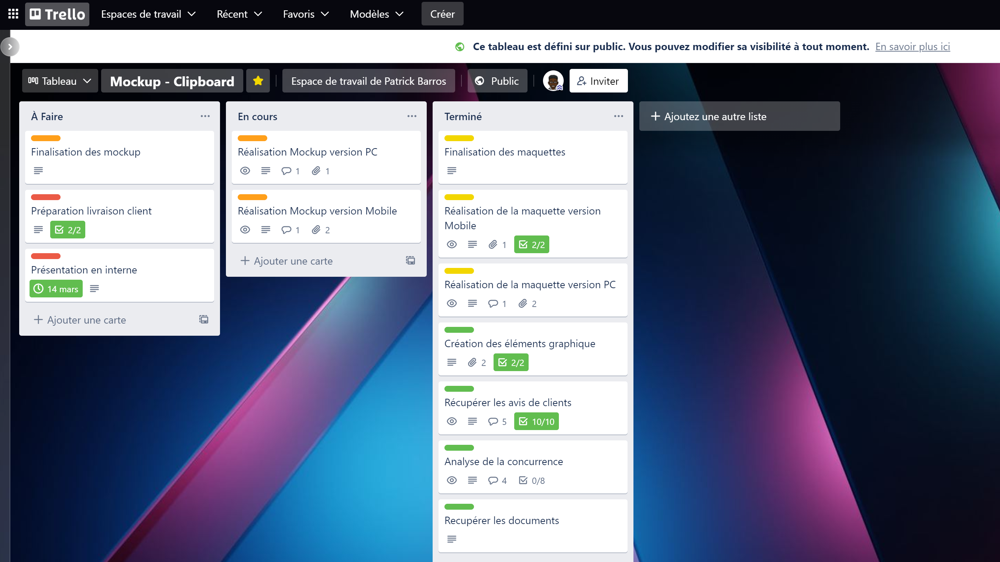 Trello Espaces de travail Récent Favoris Modèles Créer
Ce tableau est défini sur public. Vous pouvez modifier sa visibilité à tout moment. En savoir plus ici
Tableau Mockup - Clipboard Espace de travail de Patrick Barros Public Inviter
À Faire
Finalisation des mockup
Préparation livraison client
2/2
Présentation en interne
14 mars
Ajouter une carte
En cours
Réalisation Mockup version PC
1 1
Réalisation Mockup version Mobile
1 2
Ajouter une carte
Terminé
Finalisation des maquettes
Réalisation de la maquette version
Mobile
1 2/2
Réalisation de la maquette version PC
1 2
Création des éléments graphique
2 2/2
Récupérer les avis de clients
5 10/10
Analyse de la concurrence
4 0/8
Recupérer les documents
Ajoutez une autre liste